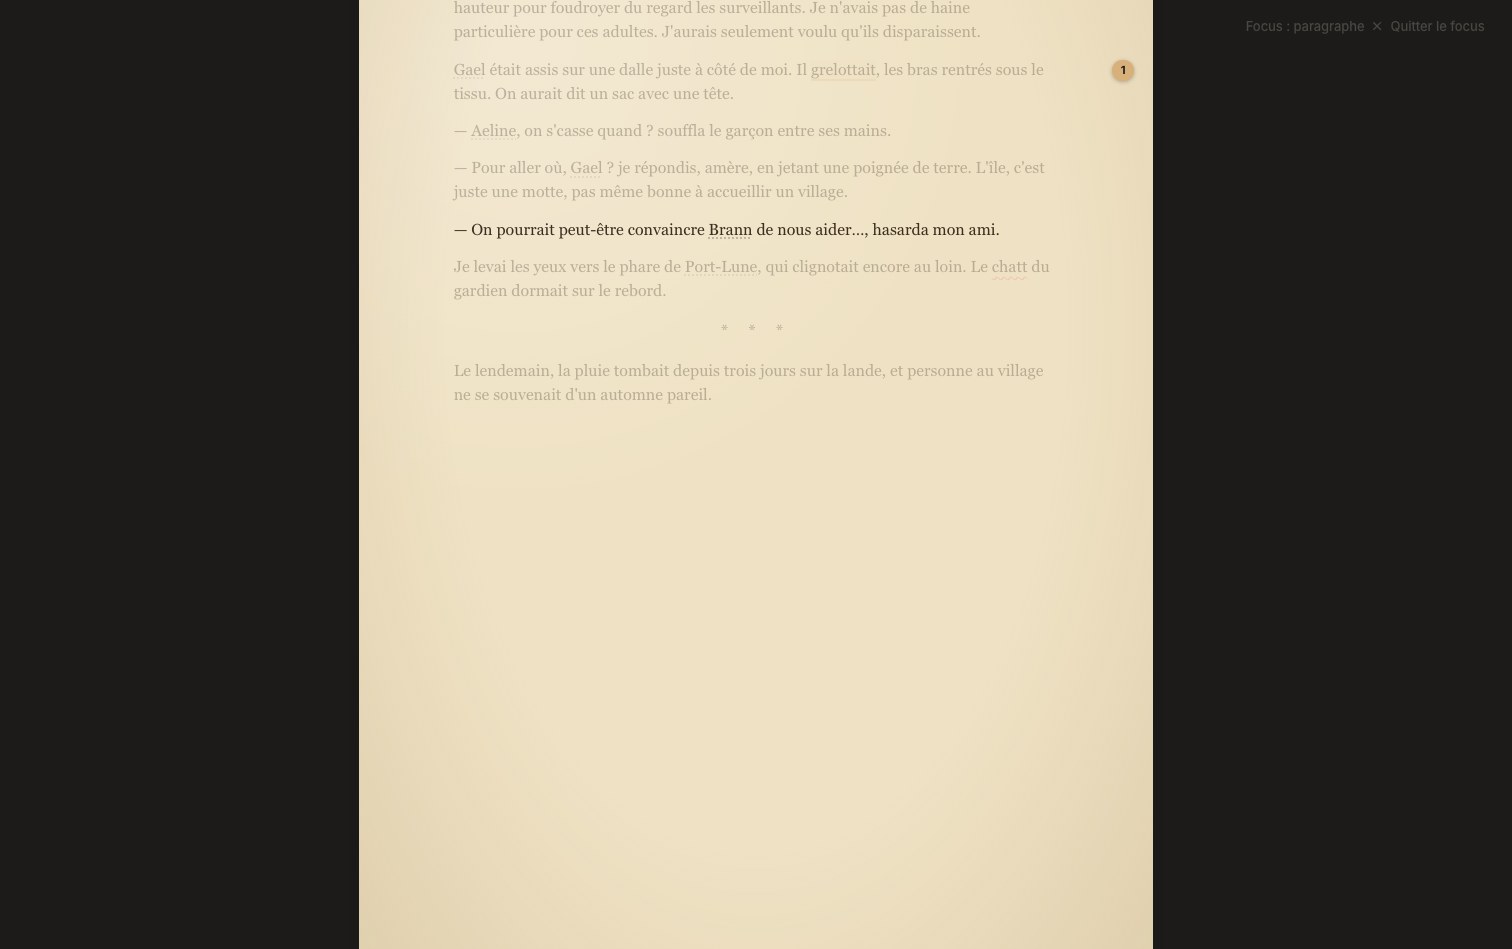 hauteur pour foudroyer du regard les surveillants. Je n'avais pas de haine
particulière pour ces adultes. J'aurais seulement voulu qu'ils disparaissent.
Focus : paragraphe × Quitter le focus
Gael était assis sur une dalle juste à côté de moi. Il grelottait, les bras rentrés sous le
1
tissu. On aurait dit un sac avec une tête.
— Aeline, on s'casse quand ? souffla le garçon entre ses mains.
— Pour aller où, Gael ? je répondis, amère, en jetant une poignée de terre. L'île, c'est
juste une motte, pas même bonne à accueillir un village.
— On pourrait peut-être convaincre Brann de nous aider..., hasarda mon ami.
Je levai les yeux vers le phare de Port-Lune, qui clignotait encore au loin. Le chatt du
gardien dormait sur le rebord.
* * *
Le lendemain, la pluie tombait depuis trois jours sur la lande, et personne au village
ne se souvenait d'un automne pareil.